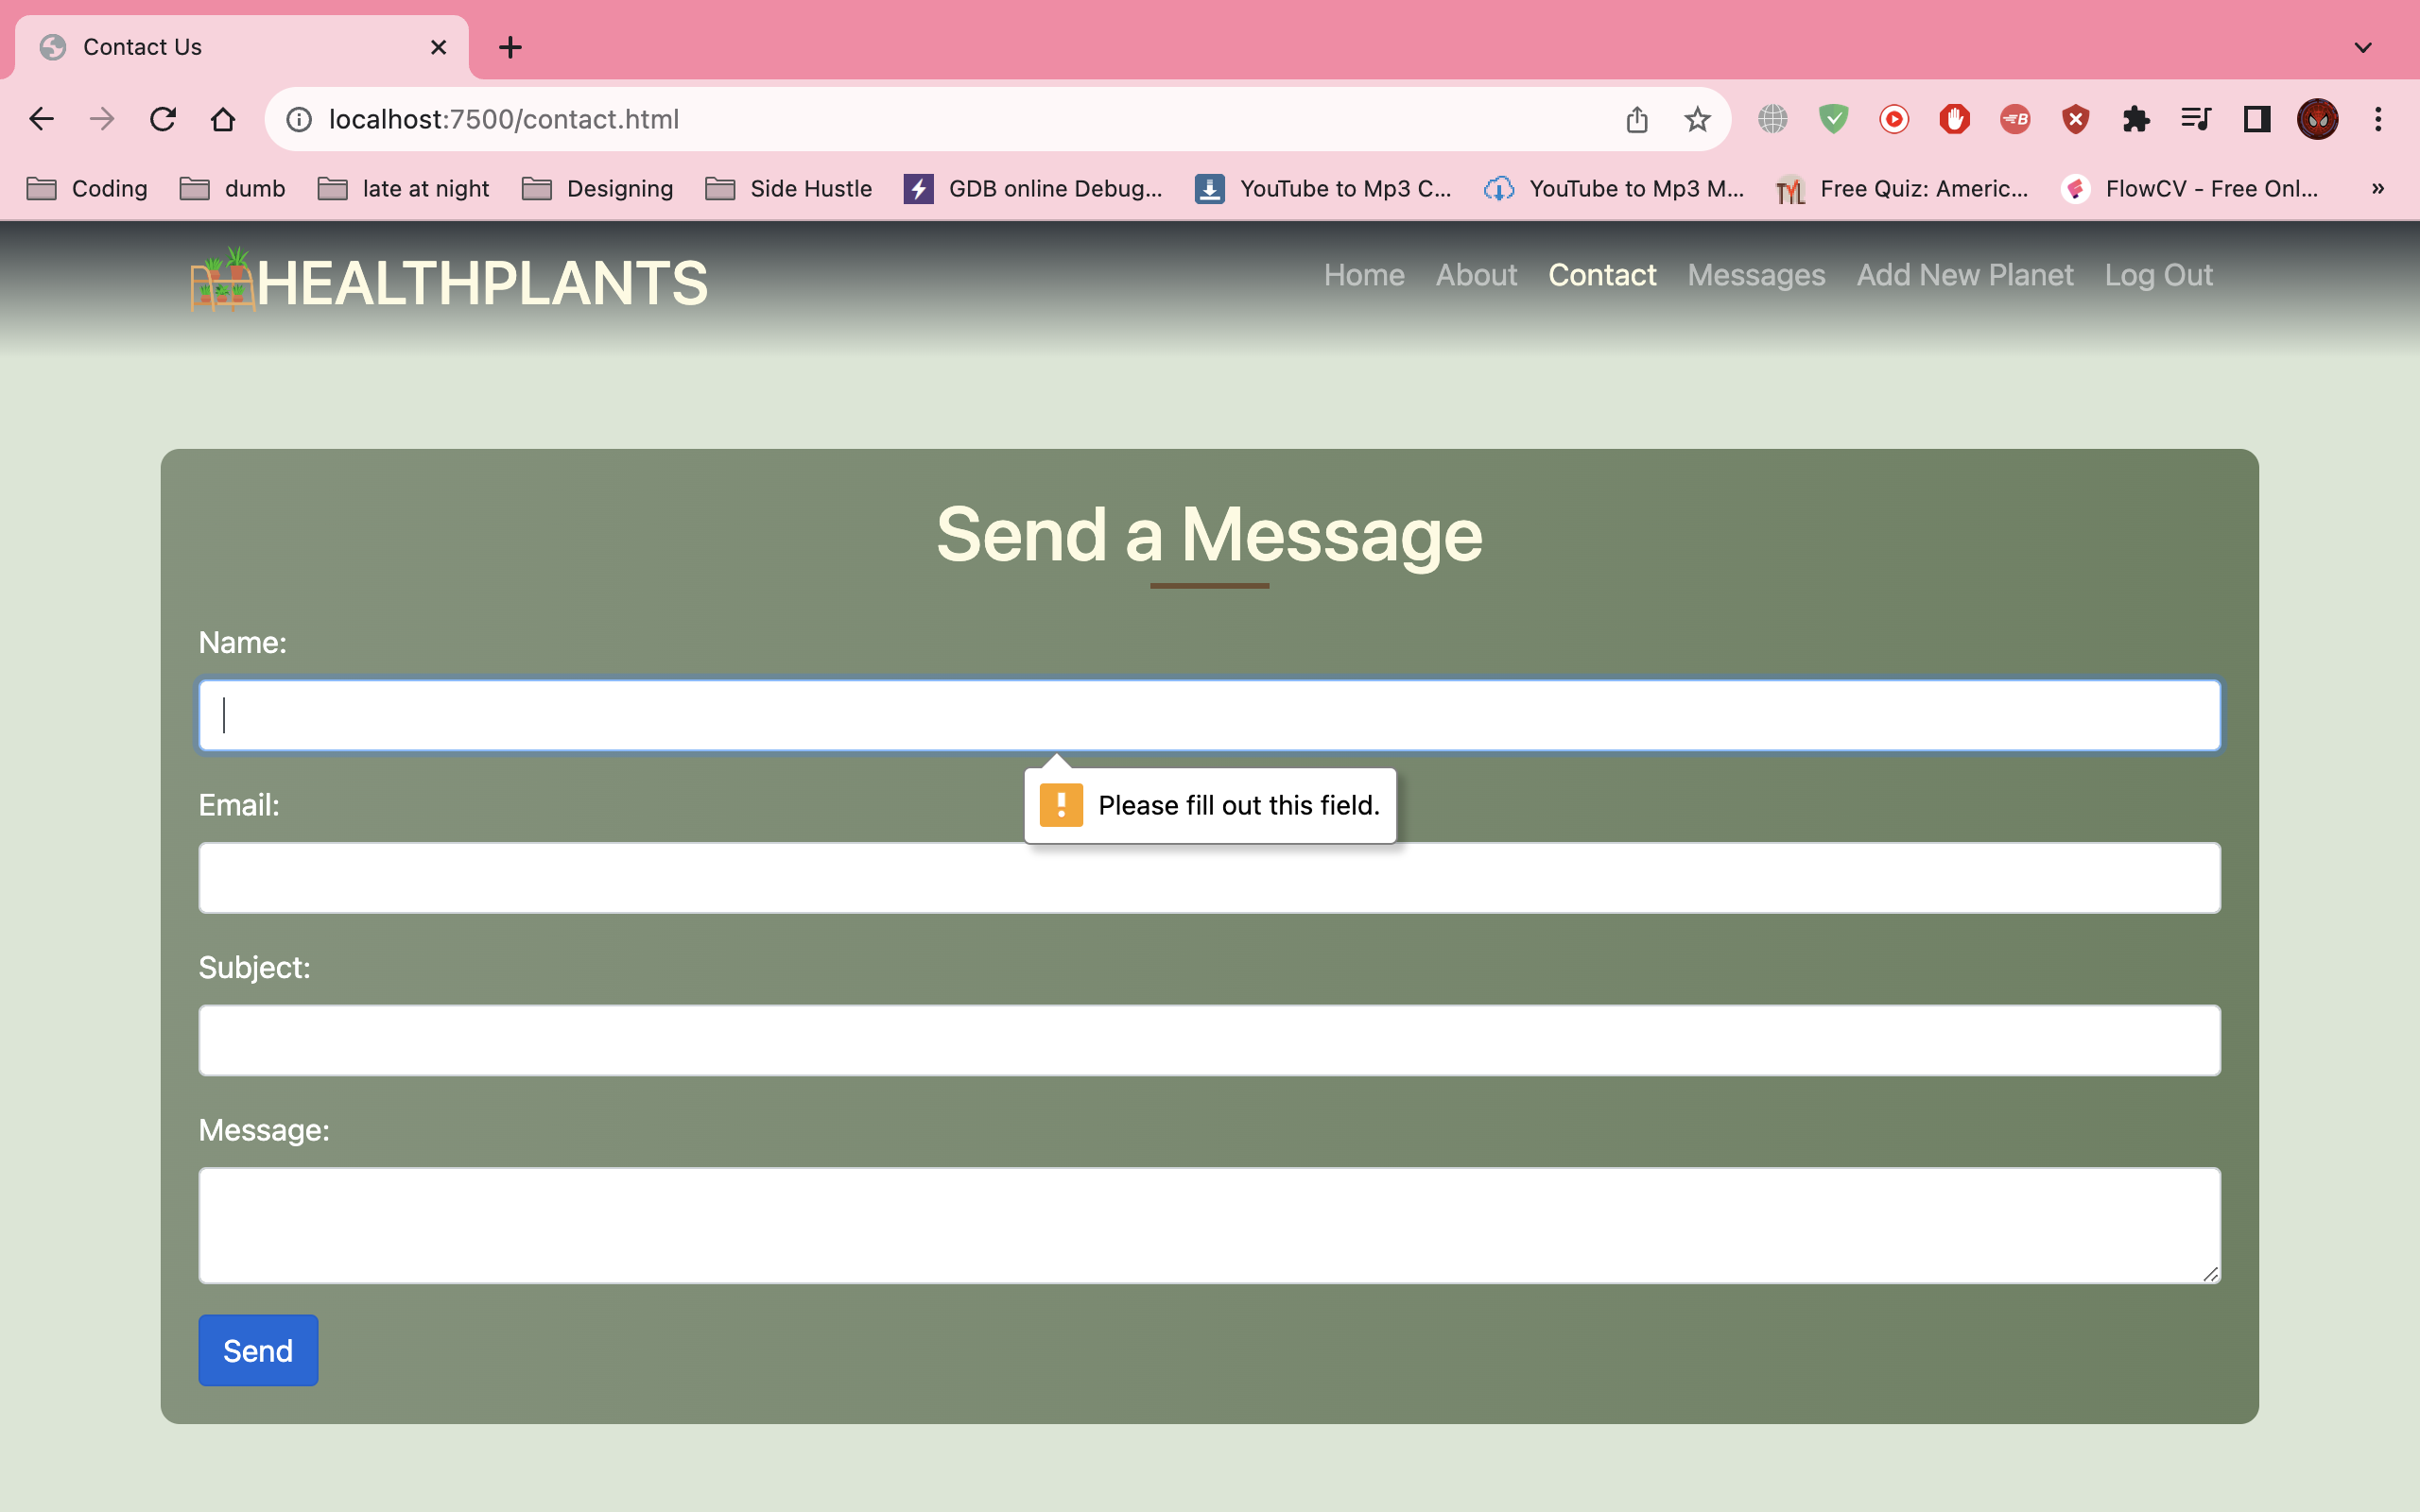 Contact Us
localhost:7500/contact.html
Coding dumb late at night Designing Side Hustle GDB online Debug... YouTube to Mp3 C... YouTube to Mp3 M... Free Quiz: Americ... FlowCV - Free Onl... »
HEALTHPLANTS Home About Contact Messages Add New Planet Log Out
Send a Message
Name:
Please fill out this field.
Email:
Subject:
Message:
Send